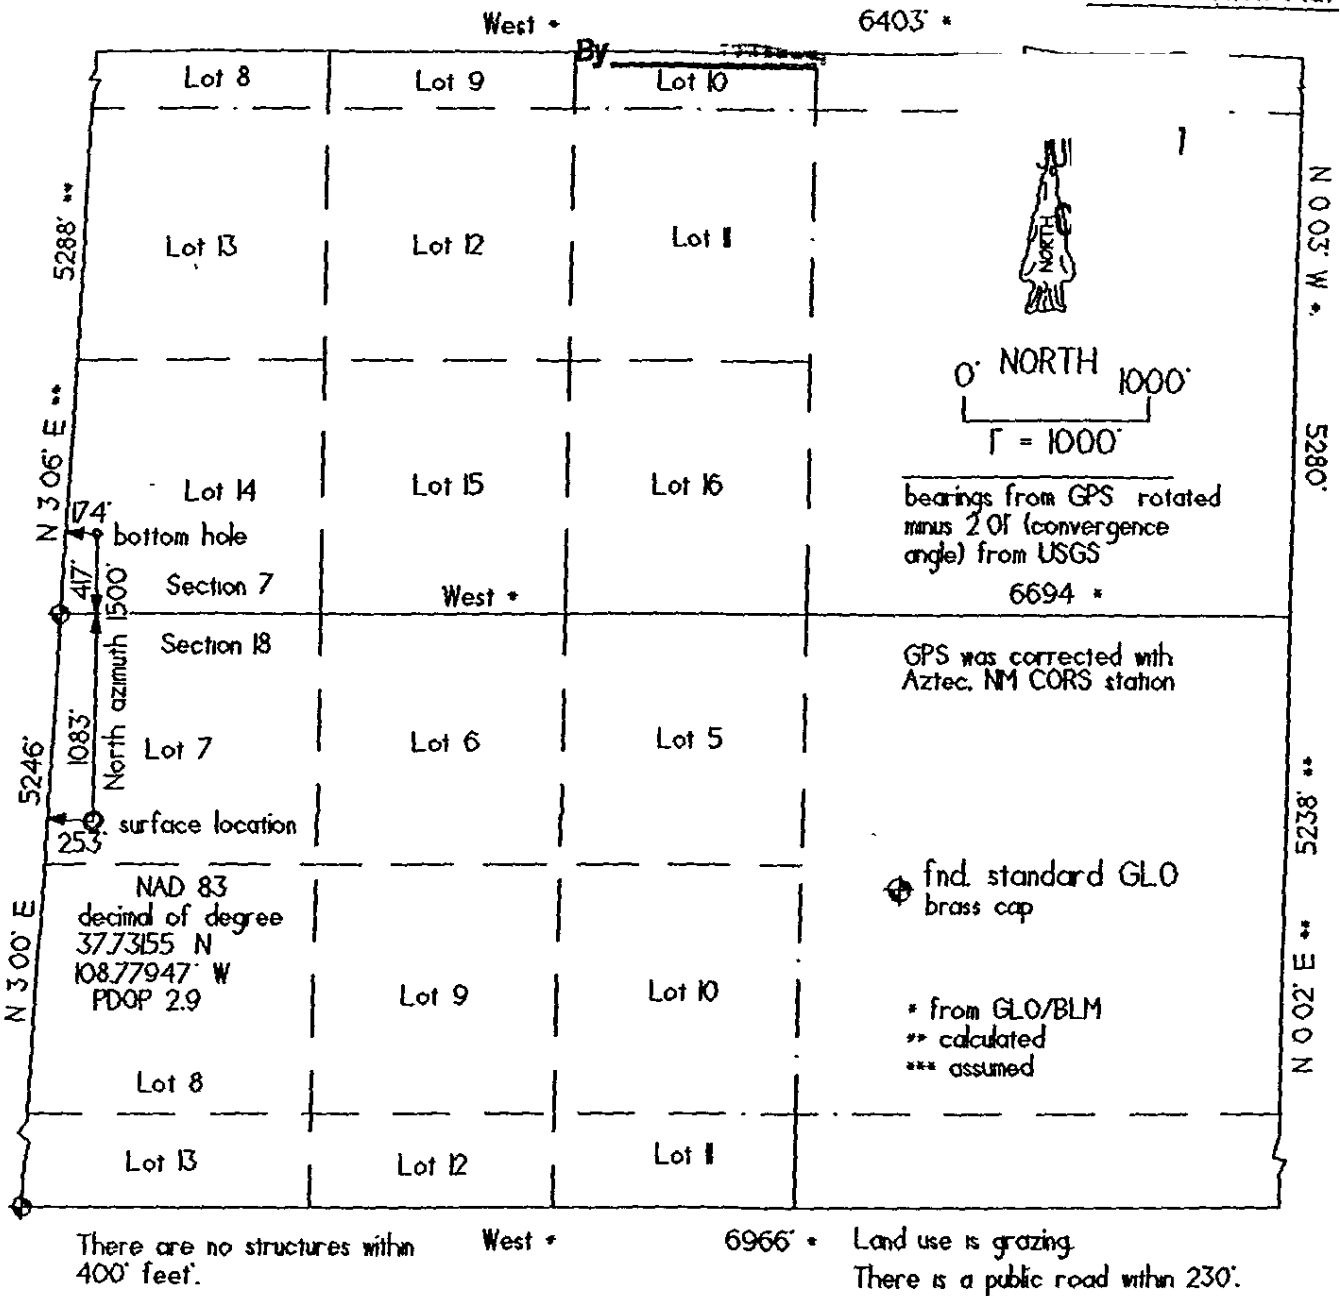 West *
6403' *
By
Lot 8
Lot 9
Lot 10
Lot 13
Lot 12
Lot 11
5288' **
N 3 06' E **
N 0 03' W *
5280'
NORTH
NORTH
0'
1000'
1" = 1000'
Lot 14
Lot 15
Lot 16
174'
bottom hole
417'
North azimuth 1500'
Section 7
bearings from GPS rotated
minus 2 01' (convergence
angle) from USGS
West *
6694 *
Section 18
GPS was corrected with
Aztec, NM CORS station
1083'
5246'
Lot 7
Lot 6
Lot 5
surface location
253'
5238' **
N 3 00' E
NAD 83
decimal of degree
37.73155 N
108.77947° W
PDOP 2.9
fnd. standard GLO
brass cap
Lot 9
Lot 10
N 0 02' E **
* from GLO/BLM
** calculated
*** assumed
Lot 8
Lot 13
Lot 12
Lot 11
There are no structures within
400' feet'.
West *
6966' *
Land use is grazing.
There is a public road within 230'.